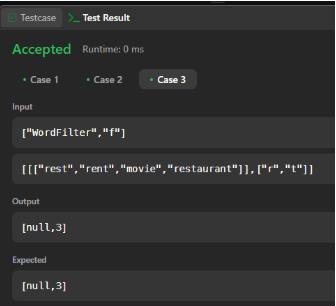 Testcase Test Result
Accepted Runtime: 0 ms
Case 1 Case 2 Case 3
Input
["WordFilter","f"]
[[["rest","rent","movie","restaurant"]],["r","t"]]
Output
[null,3]
Expected
[null,3]